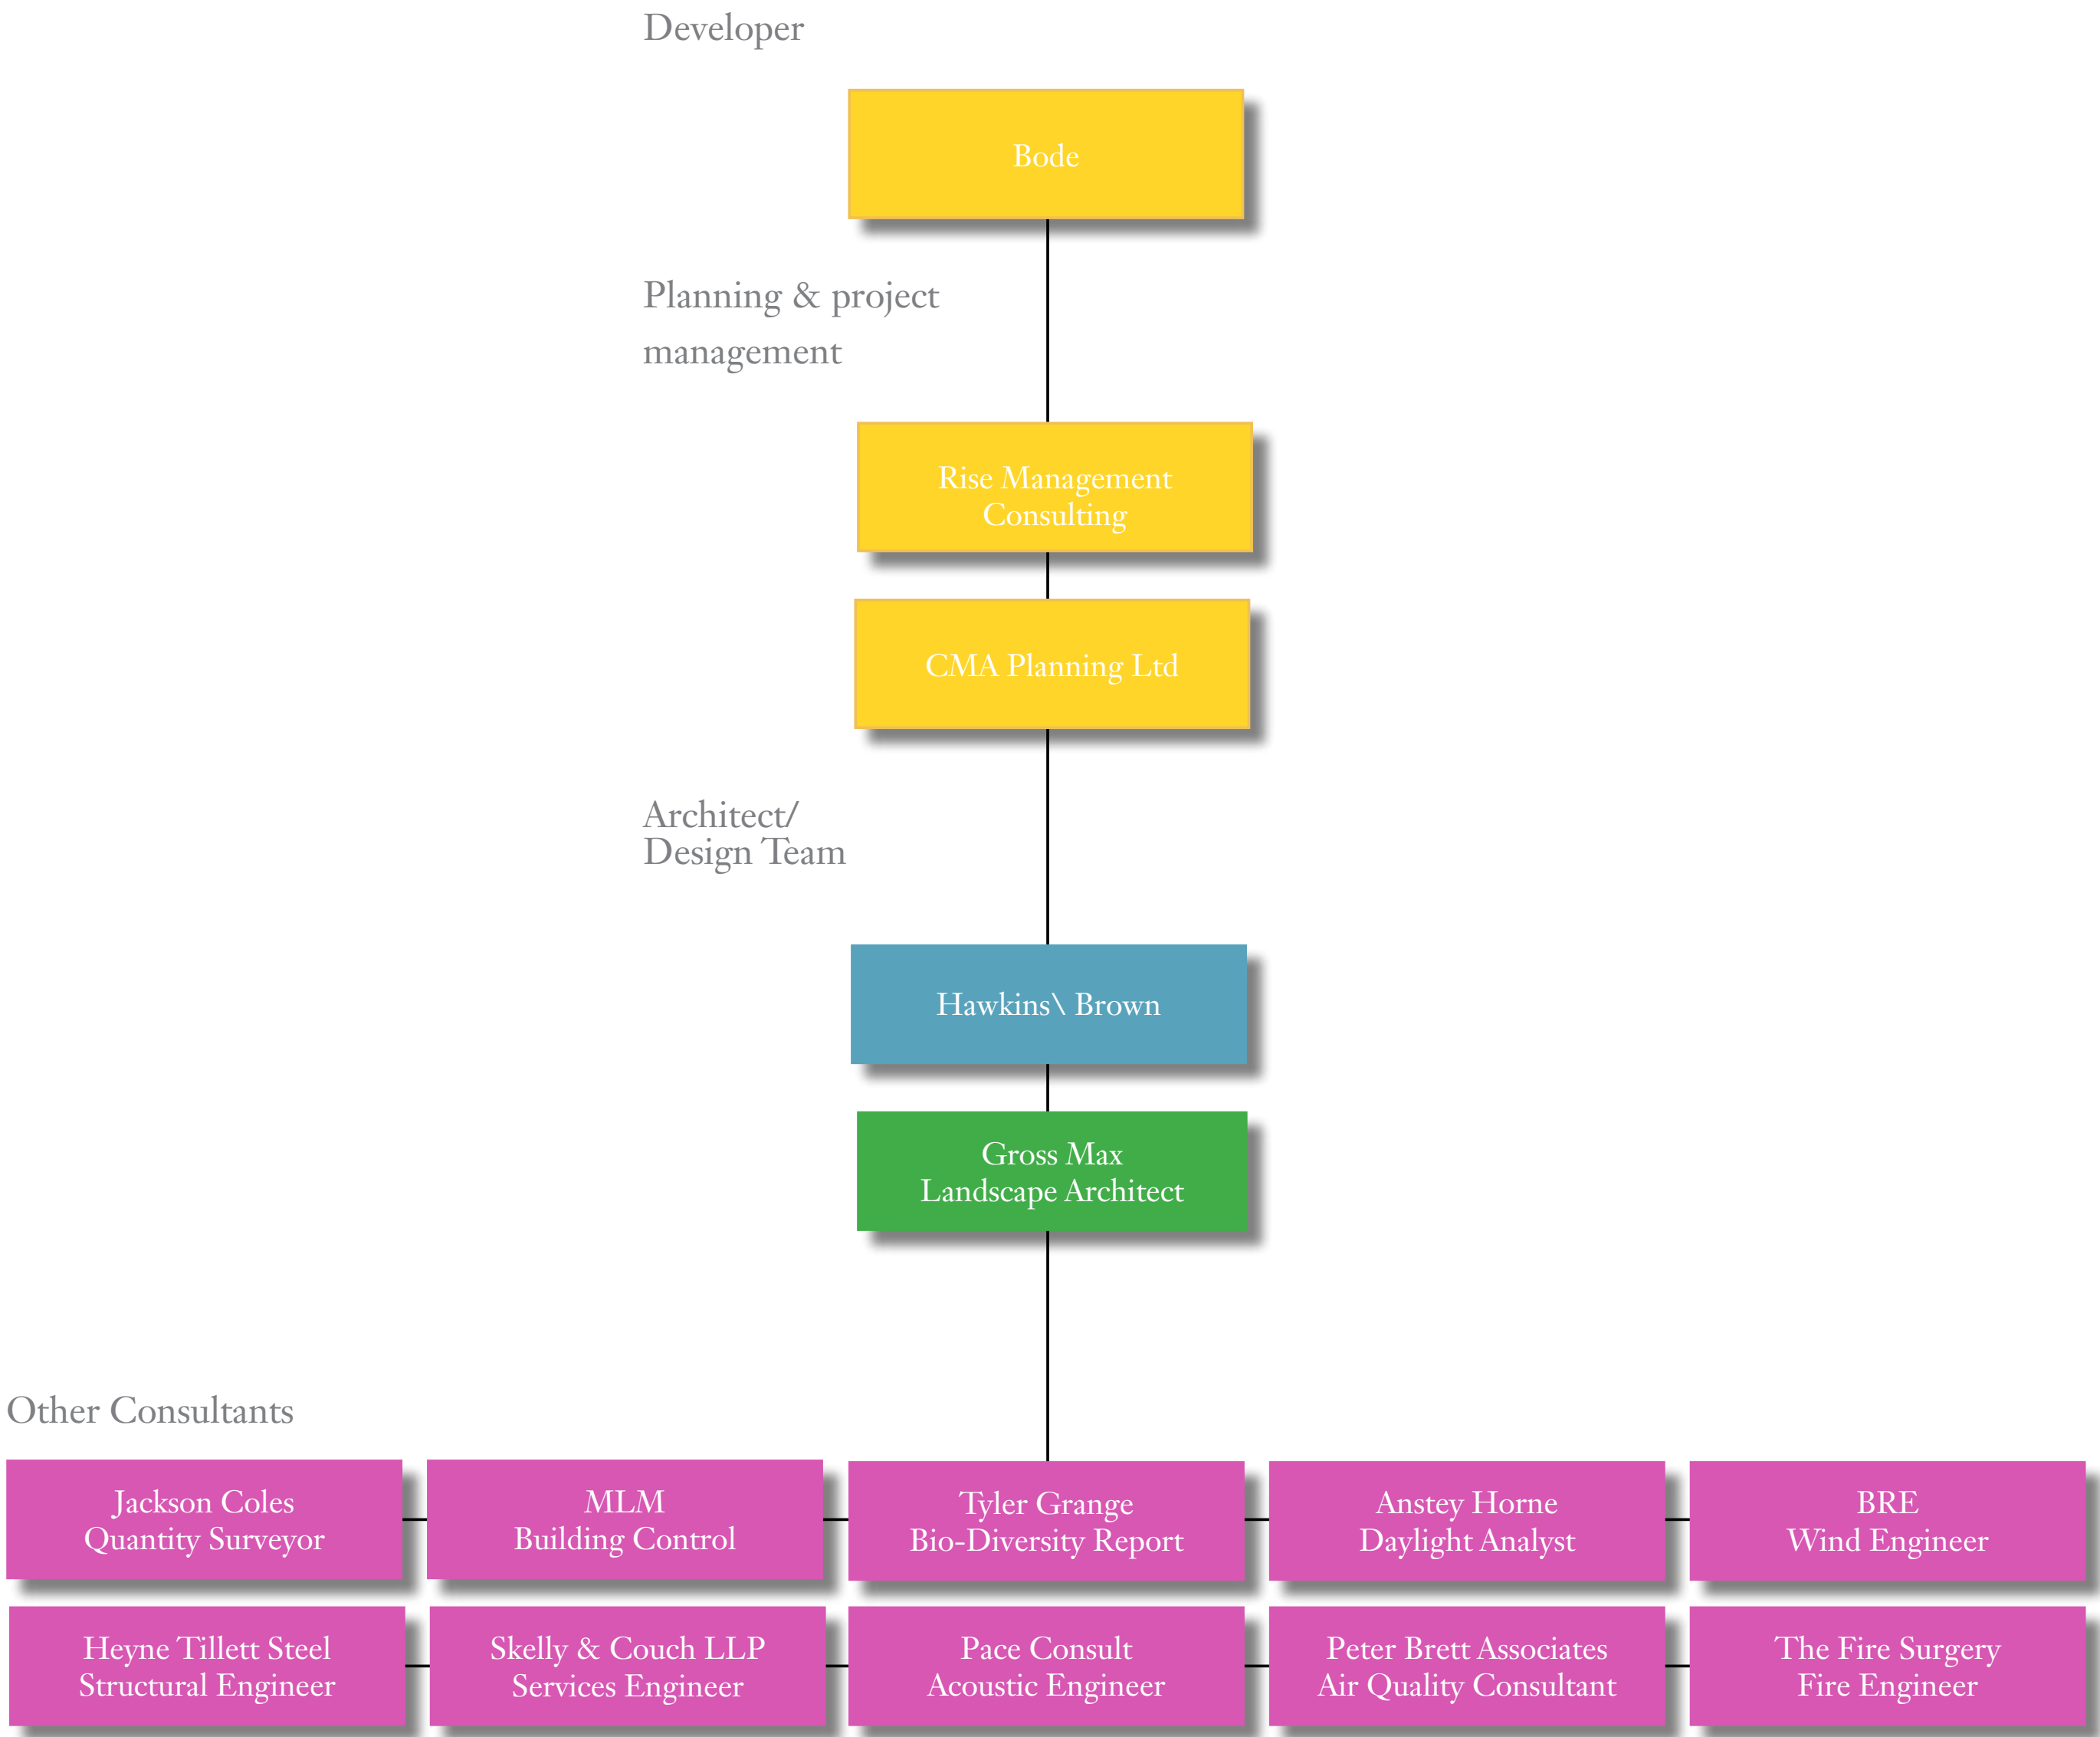 Developer
Bode
Planning & project
management
Rise Management
Consulting
CMA Planning Ltd
Architect/
Design Team
Hawkins\ Brown
Gross Max
Landscape Architect
Other Consultants
Jackson Coles
Quantity Surveyor
MLM
Building Control
Tyler Grange
Bio-Diversity Report
Anstey Horne
Daylight Analyst
BRE
Wind Engineer
Heyne Tillett Steel
Structural Engineer
Skelly & Couch LLP
Services Engineer
Pace Consult
Acoustic Engineer
Peter Brett Associates
Air Quality Consultant
The Fire Surgery
Fire Engineer